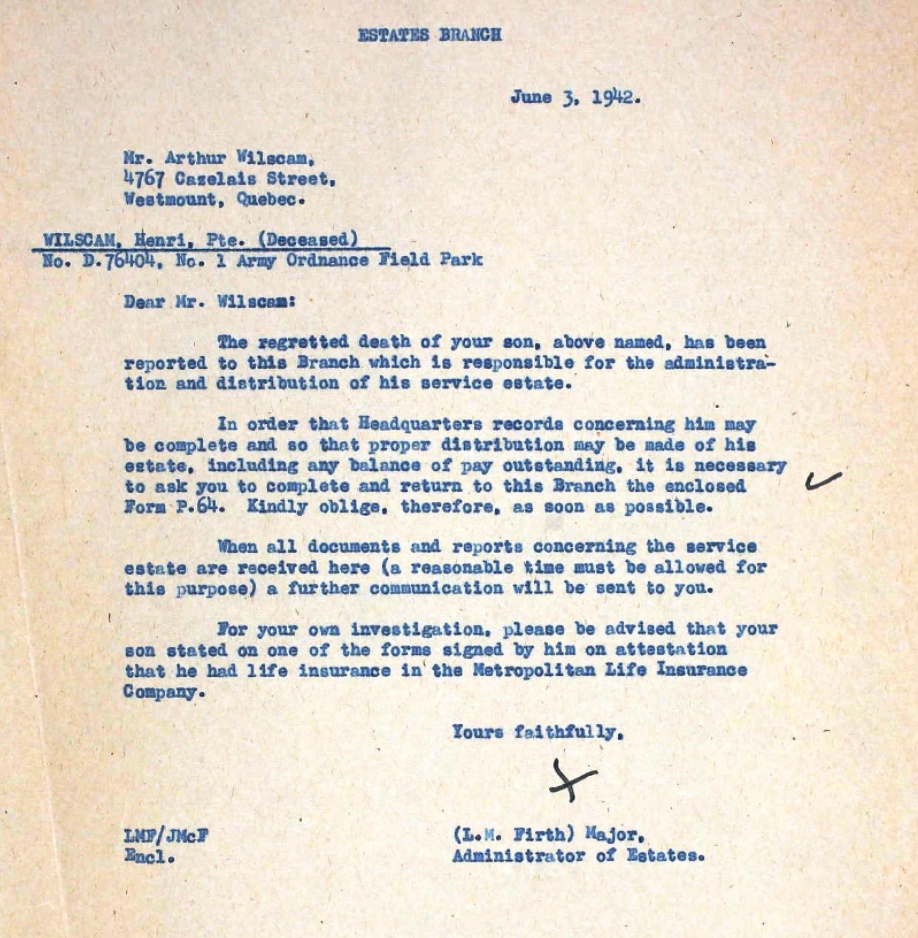 ESTATES BRANCH
June 3, 1942.
Mr. Arthur Wilscam,
4767 Cazelais Street,
Westmount, Quebec.
WILSCAM, Henri, Pte. (Deceased)
No. D.76404, No. 1 Army Ordnance Field Park
Dear Mr. Wilscam:
The regretted death of your son, above named, has been
reported to this Branch which is responsible for the administra-
tion and distribution of his service estate.
In order that Headquarters records concerning him may
be complete and so that proper distribution may be made of his
estate, including any balance of pay outstanding, it is necessary
to ask you to complete and return to this Branch the enclosed
Form P.64. Kindly oblige, therefore, as soon as possible.
When all documents and reports concerning the service
estate are received here (a reasonable time must be allowed for
this purpose) a further communication will be sent to you.
For your own investigation, please be advised that your
son stated on one of the forms signed by him on attestation
that he had life insurance in the Metropolitan Life Insurance
Company.
Yours faithfully,
LMF/JMcF
Encl.
(L.M. Firth) Major,
Administrator of Estates.